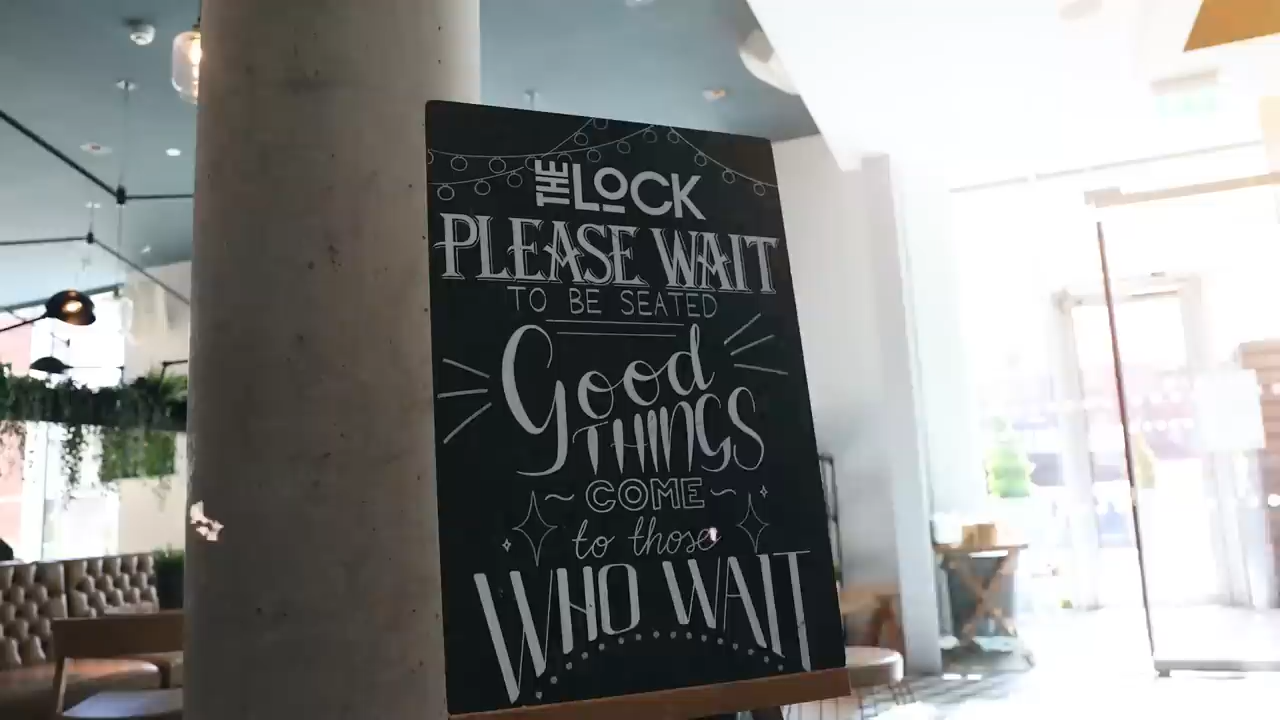 THE LOCK
PLEASE WAIT
TO BE SEATED
Good
THINGS
COME
to those
WHO WAIT